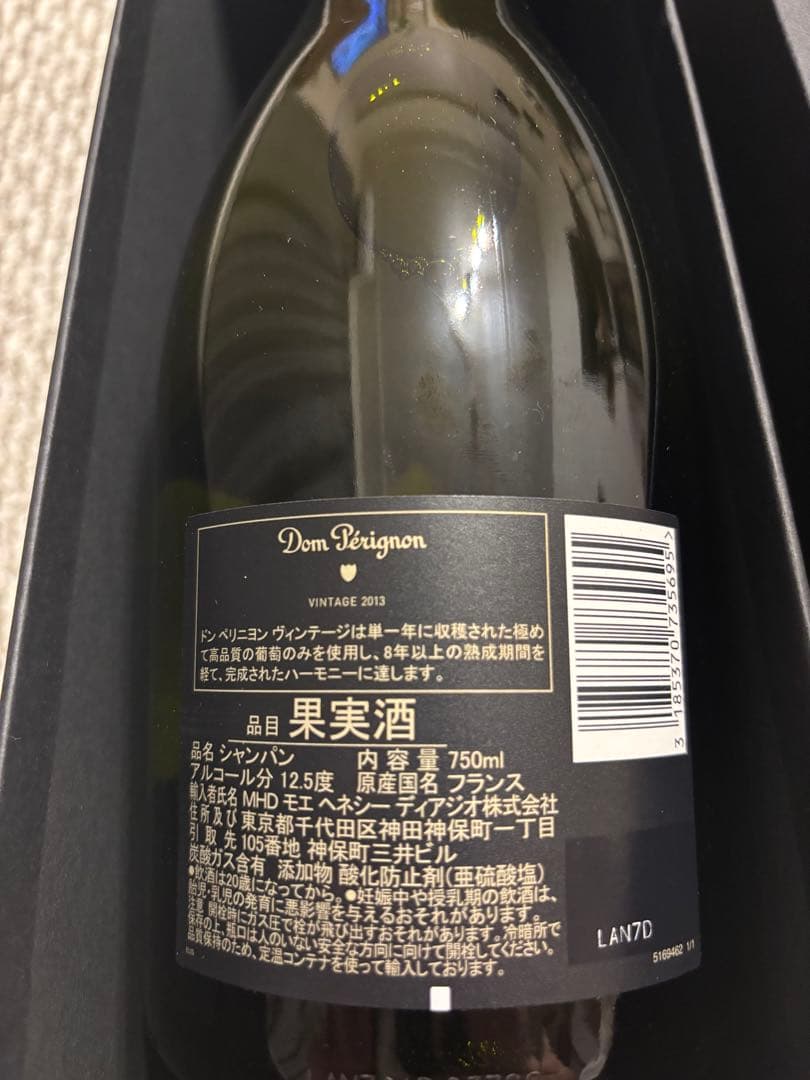 Dom Pérignon
VINTAGE 2013
ドン ペリニヨン ヴィンテージは単一年に収穫された極め
て高品質の葡萄のみを使用し、8年以上の熟成期間を
経て、完成されたハーモニーに達します。
品目 果実酒
品名 シャンパン 内容量 750ml
アルコール分 12.5度 原産国名 フランス
輸入者氏名 MHD モエ ヘネシー ディアジオ株式会社
住所及び 東京都千代田区神田神保町一丁目
引取先 105番地 神保町三井ビル
炭酸ガス含有 添加物 酸化防止剤(亜硫酸塩)
●飲酒は20歳になってから。●妊娠中や授乳期の飲酒は、
胎児・乳児の発育に悪影響を与えるおそれがあります。
注意 開栓時にガス圧で栓が飛び出すおそれがあります。冷暗所で
保存の上、瓶口は人のいない安全な方向に向けて開栓してください。
品質保持のため、定温コンテナを使って輸入しております。
3 185370 735695 >
LAN7D
5169462 1/1